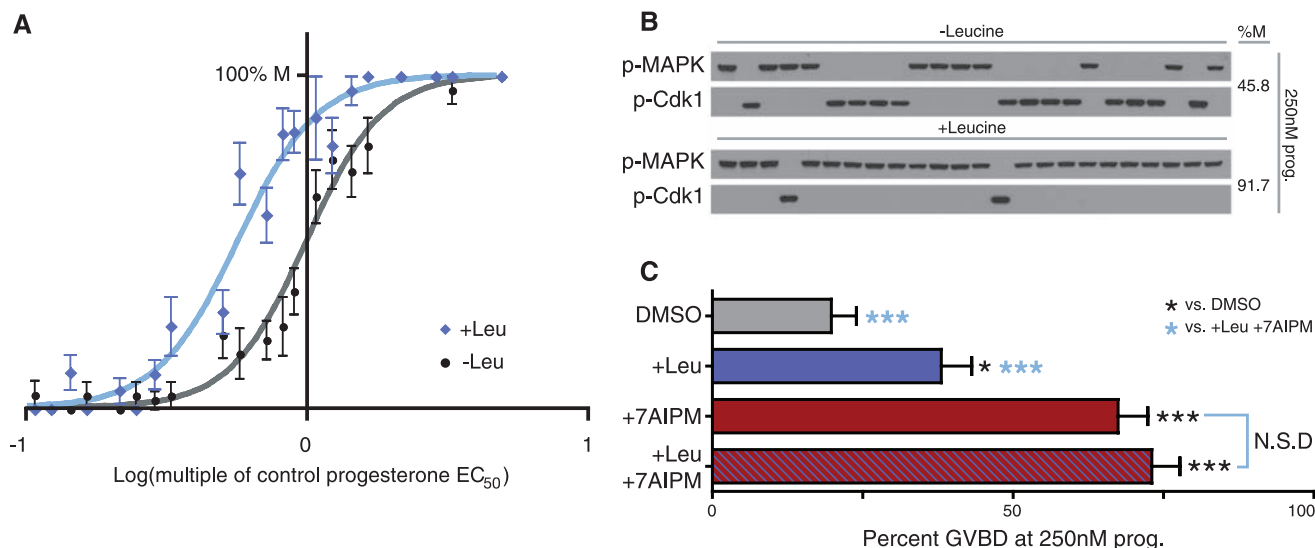 A
100% M
+Leu
-Leu
-1
0
1
Log(multiple of control progesterone EC50)
B
-Leucine
%M
p-MAPK
p-Cdk1
45.8
+Leucine
p-MAPK
p-Cdk1
91.7
250nM prog.
C
DMSO
***
* vs. DMSO
* vs. +Leu +7AIPM
+Leu
* ***
+7AIPM
***
N.S.D
+Leu
+7AIPM
***
0
50
100
Percent GVBD at 250nM prog.